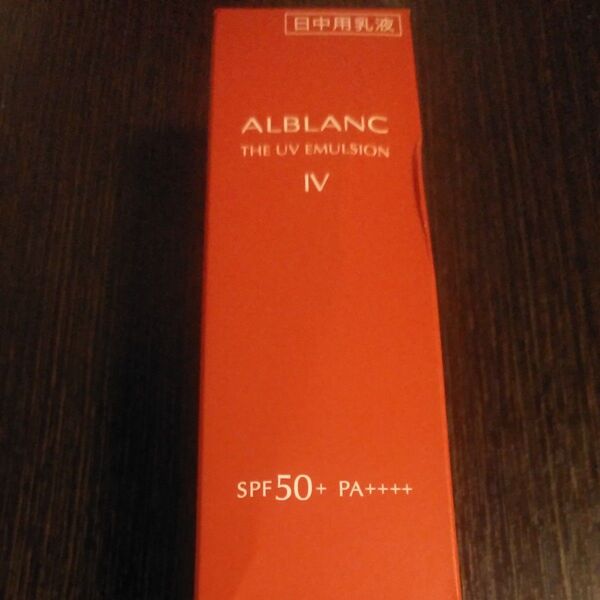 日中用乳液
ALBLANC
THE UV EMULSION
IV
SPF50+ PA++++